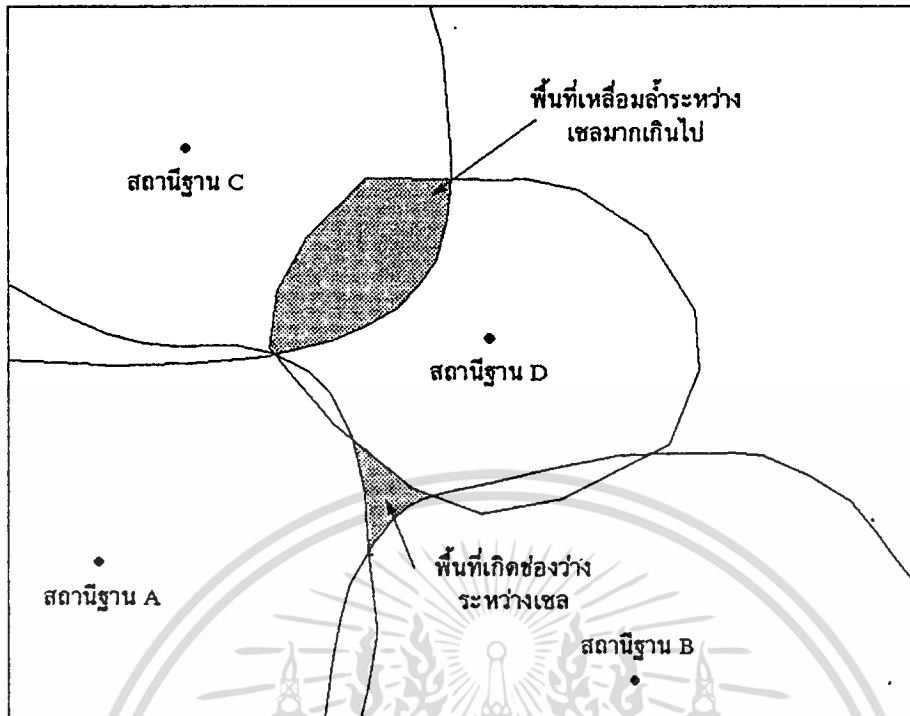 พื้นที่เหลื่อมล้ำระหว่าง
เซลมากเกินไป
สถานีฐาน C
สถานีฐาน D
สถานีฐาน A
พื้นที่เกิดช่องว่าง
ระหว่างเซล
สถานีฐาน B